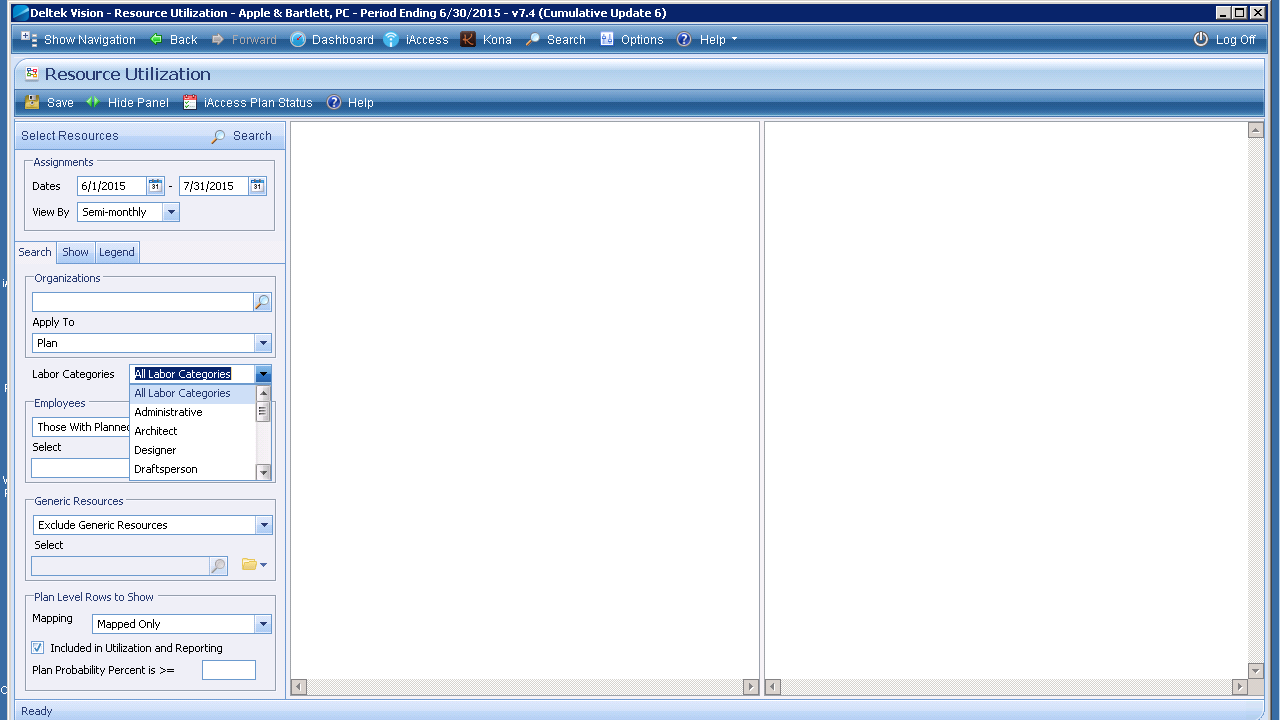 Deltek Vision - Resource Utilization - Apple & Bartlett, PC - Period Ending 6/30/2015 - v7.4 (Cumulative Update 6)
Show Navigation Back Forward Dashboard iAccess Kona Search Options Help Log Off
Resource Utilization
Save Hide Panel iAccess Plan Status Help
Select Resources Search
Assignments
Dates 6/1/2015 31 - 7/31/2015 31
View By Semi-monthly
Search Show Legend
Organizations
Apply To
Plan
Labor Categories All Labor Categories
All Labor Categories
Administrative
Architect
Designer
Draftsperson
Employees
Those With Planned
Select
Generic Resources
Exclude Generic Resources
Select
Plan Level Rows to Show
Mapping Mapped Only
Included in Utilization and Reporting
Plan Probability Percent is >=
Ready